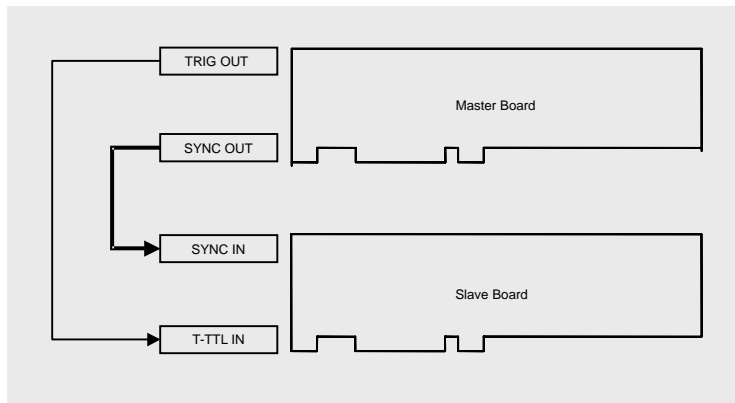 TRIG OUT
Master Board
SYNC OUT
SYNC IN
Slave Board
T-TTL IN